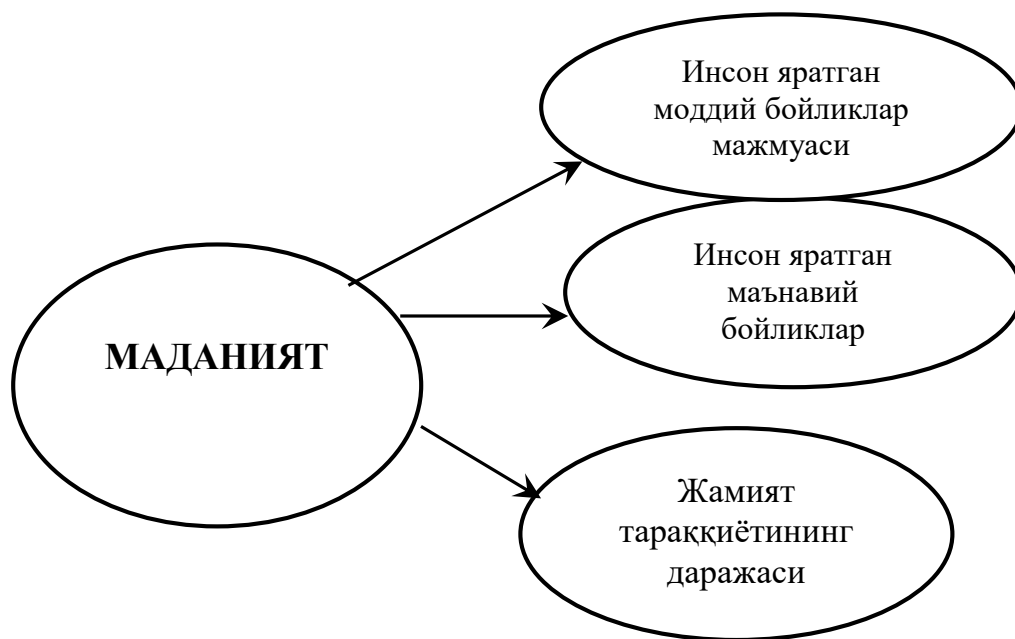 Инсон яратган
моддий бойликлар
мажмуаси
Инсон яратган
маънавий
бойликлар
МАДАНИЯТ
Жамият
тараққиётининг
даражаси